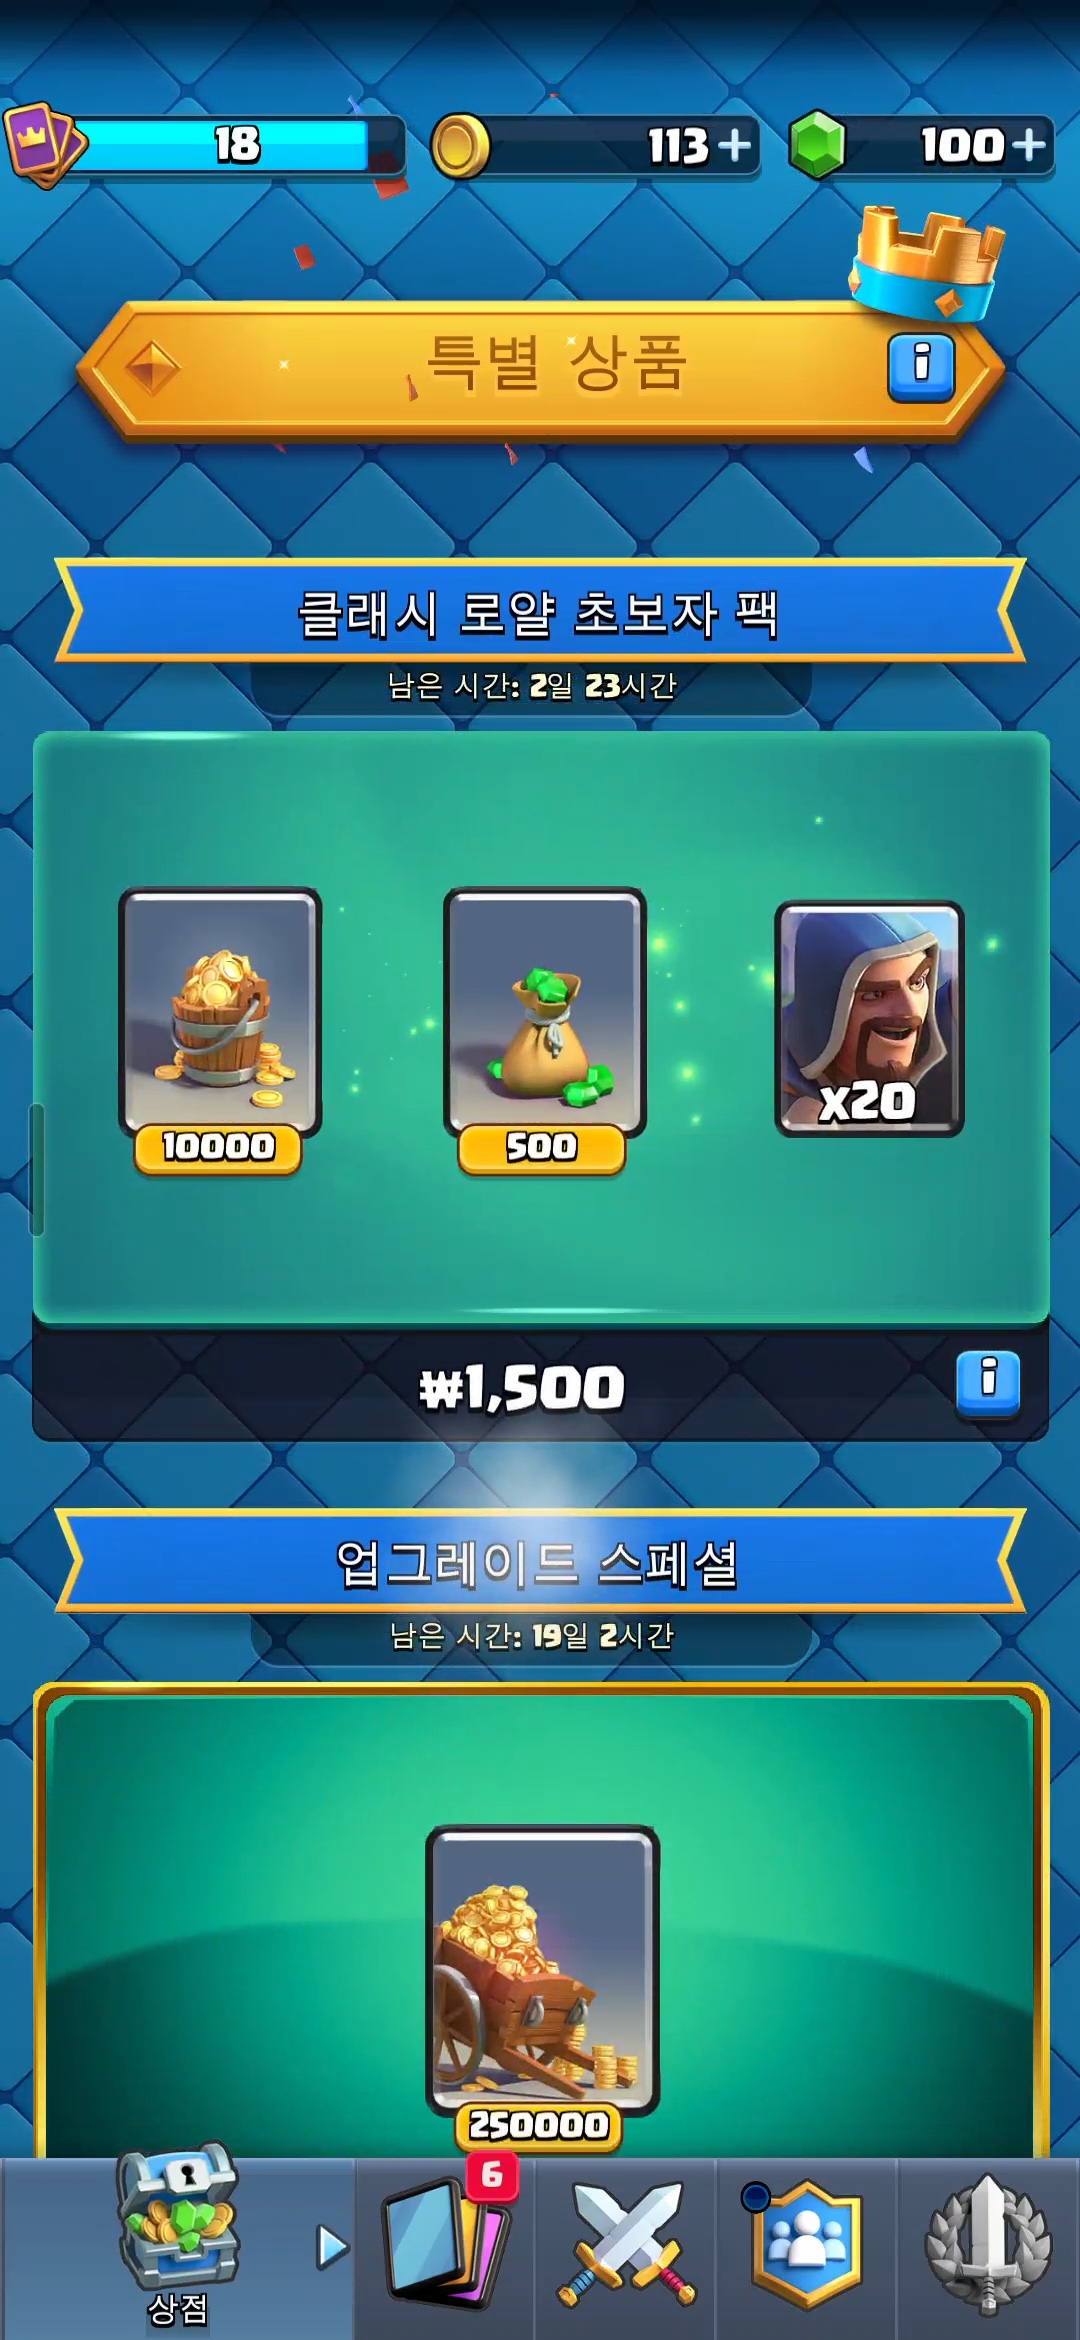 18
113
100
특별 상품
클래시 로얄 초보자 팩
남은 시간: 2일 23시간
10000
500
x20
₩1,500
업그레이드 스페셜
남은 시간: 19일 2시간
250000
6
상점